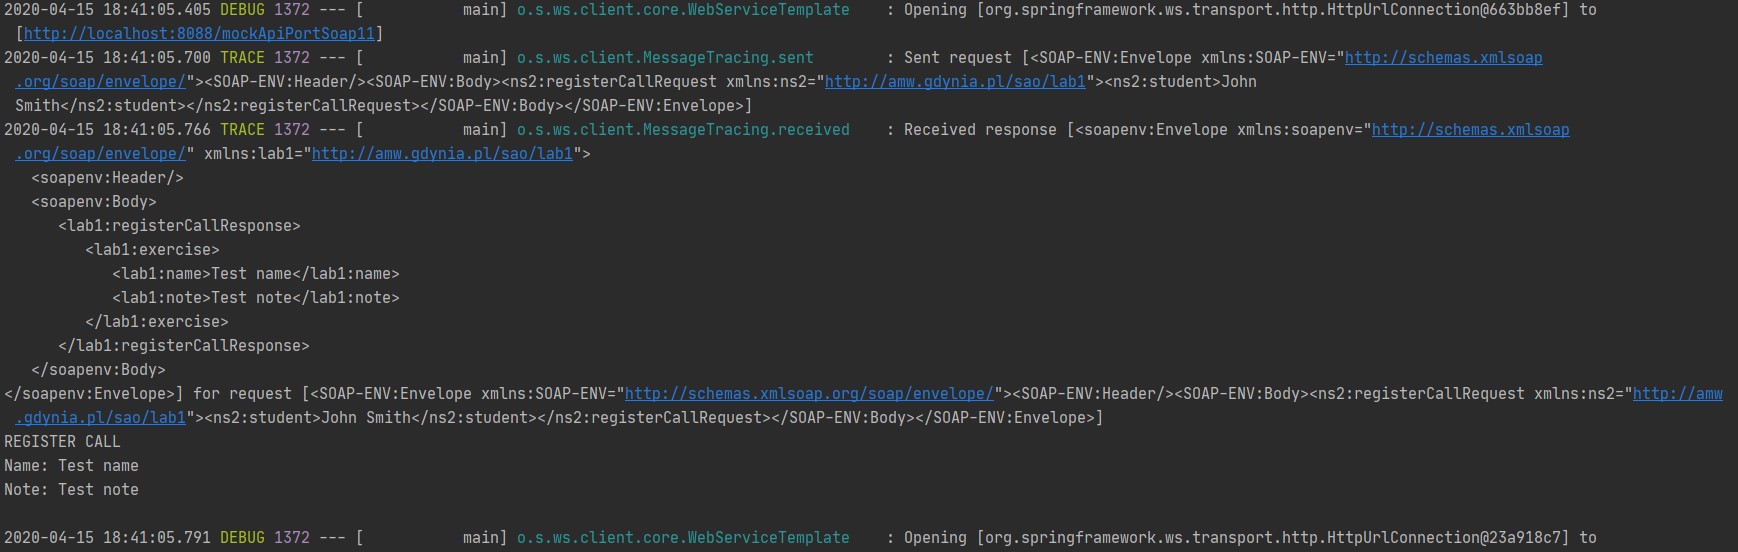 2020-04-15 18:41:05.405 DEBUG 1372 --- [           main] o.s.ws.client.core.WebServiceTemplate    : Opening [org.springframework.ws.transport.http.HttpUrlConnection@663bb8ef] to
[http://localhost:8088/mockApiPortSoap11]
2020-04-15 18:41:05.700 TRACE 1372 --- [           main] o.s.ws.client.MessageTracing.sent        : Sent request [<SOAP-ENV:Envelope xmlns:SOAP-ENV="http://schemas.xmlsoap
.org/soap/envelope/"><SOAP-ENV:Header/><SOAP-ENV:Body><ns2:registerCallRequest xmlns:ns2="http://amw.gdynia.pl/sao/lab1"><ns2:student>John
Smith</ns2:student></ns2:registerCallRequest></SOAP-ENV:Body></SOAP-ENV:Envelope>]
2020-04-15 18:41:05.766 TRACE 1372 --- [           main] o.s.ws.client.MessageTracing.received    : Received response [<soapenv:Envelope xmlns:soapenv="http://schemas.xmlsoap
.org/soap/envelope/" xmlns:lab1="http://amw.gdynia.pl/sao/lab1">
   <soapenv:Header/>
   <soapenv:Body>
      <lab1:registerCallResponse>
         <lab1:exercise>
            <lab1:name>Test name</lab1:name>
            <lab1:note>Test note</lab1:note>
         </lab1:exercise>
      </lab1:registerCallResponse>
   </soapenv:Body>
</soapenv:Envelope>] for request [<SOAP-ENV:Envelope xmlns:SOAP-ENV="http://schemas.xmlsoap.org/soap/envelope/"><SOAP-ENV:Header/><SOAP-ENV:Body><ns2:registerCallRequest xmlns:ns2="http://amw
.gdynia.pl/sao/lab1"><ns2:student>John Smith</ns2:student></ns2:registerCallRequest></SOAP-ENV:Body></SOAP-ENV:Envelope>]
REGISTER CALL
Name: Test name
Note: Test note
2020-04-15 18:41:05.791 DEBUG 1372 --- [           main] o.s.ws.client.core.WebServiceTemplate    : Opening [org.springframework.ws.transport.http.HttpUrlConnection@23a918c7] to